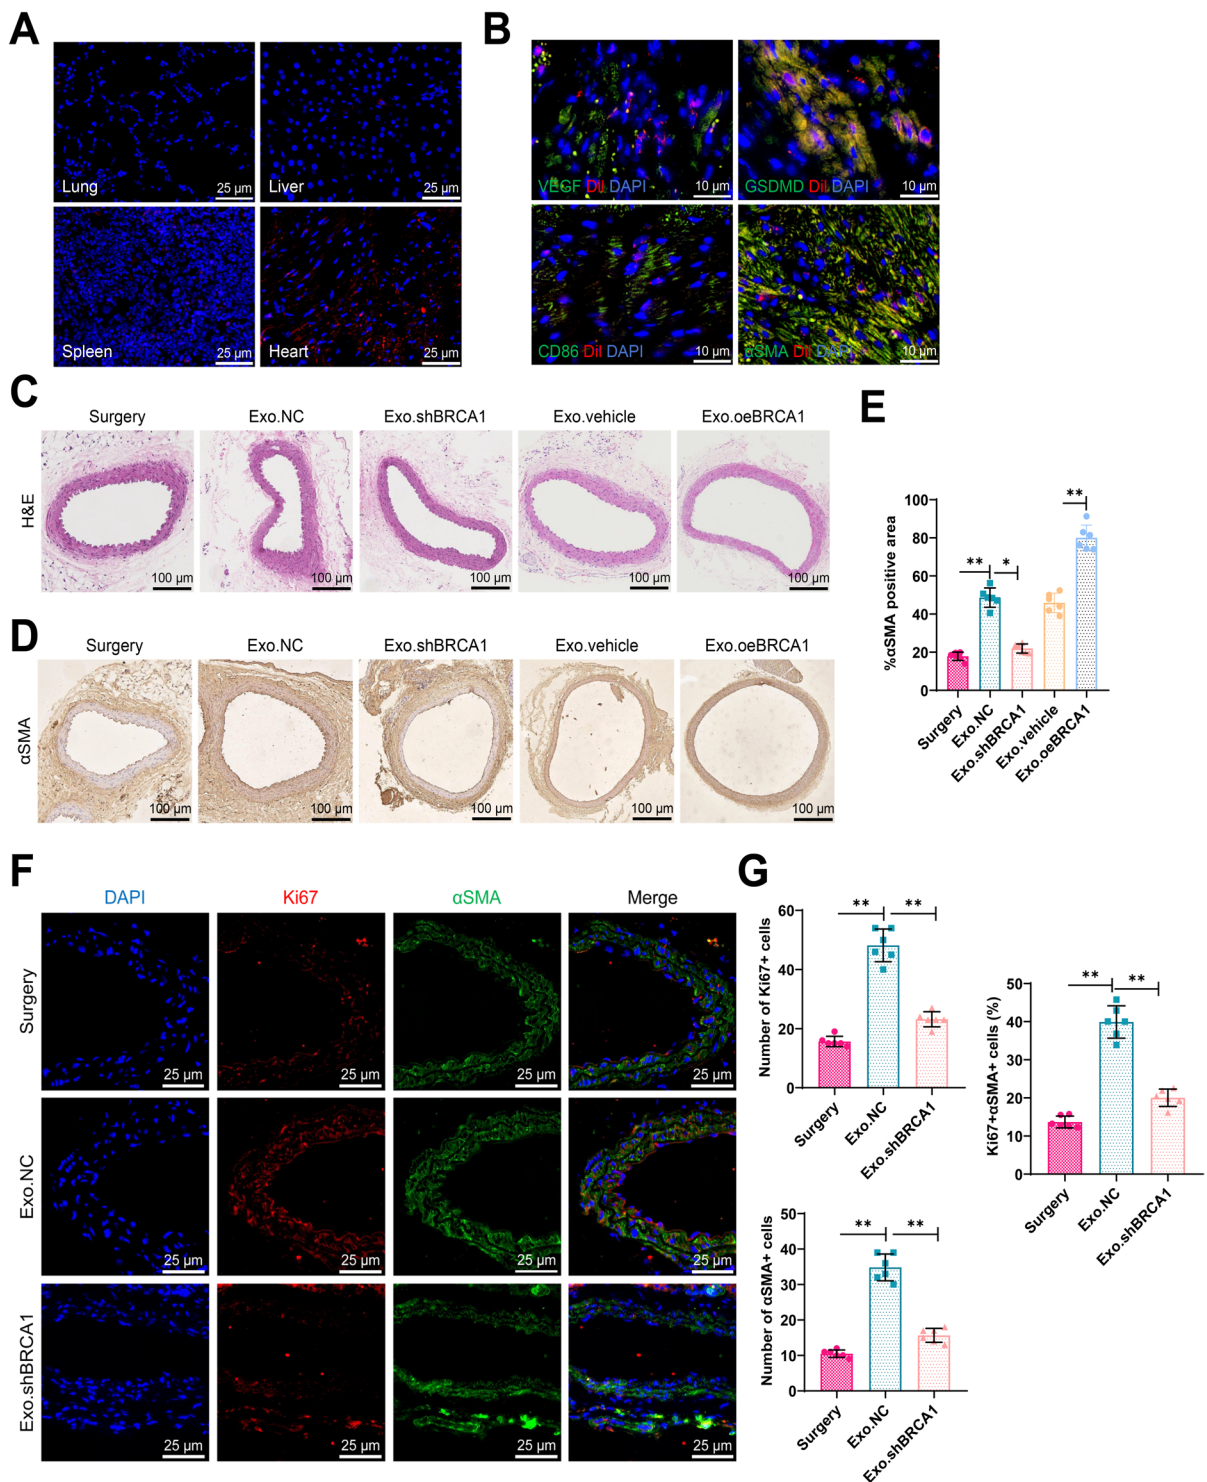 A
Lung 25 µm
Liver 25 µm
Spleen 25 µm
Heart 25 µm
B
VEGF DiI DAPI 10 µm
GSDMD DiI DAPI 10 µm
CD86 DiI DAPI 10 µm
αSMA DiI DAPI 10 µm
C
Surgery Exo.NC Exo.shBRCA1 Exo.vehicle Exo.oeBRCA1
H&E
100 µm 100 µm 100 µm 100 µm 100 µm
D
Surgery Exo.NC Exo.shBRCA1 Exo.vehicle Exo.oeBRCA1
αSMA
100 µm 100 µm 100 µm 100 µm 100 µm
E
%αSMA positive area
100
80
60
40
20
0
** * **
Surgery Exo.NC Exo.shBRCA1 Exo.vehicle Exo.oeBRCA1
F
DAPI Ki67 αSMA Merge
Surgery
25 µm 25 µm 25 µm 25 µm
Exo.NC
25 µm 25 µm 25 µm 25 µm
Exo.shBRCA1
25 µm 25 µm 25 µm 25 µm
G
Number of Ki67+ cells
60
40
20
0
** **
Surgery Exo.NC Exo.shBRCA1
Ki67+αSMA+ cells (%)
50
40
30
20
10
0
** **
Surgery Exo.NC Exo.shBRCA1
Number of αSMA+ cells
50
40
30
20
10
0
** **
Surgery Exo.NC Exo.shBRCA1